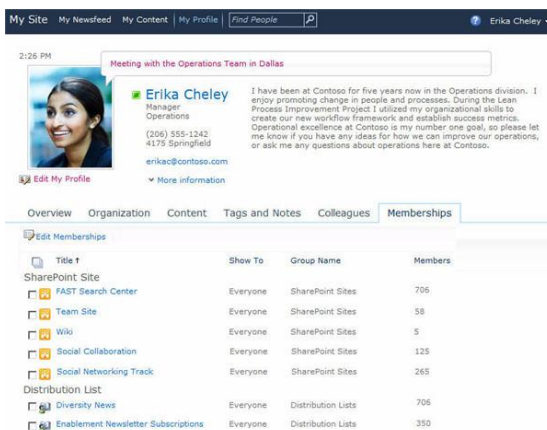 My Site My Newsfeed My Content My Profile Find People Erika Cheley
2:26 PM
Meeting with the Operations Team in Dallas
Erika Cheley
Manager
Operations
(206) 555-1242
4175 Springfield
erikac@contoso.com
More information
I have been at Contoso for five years now in the Operations division. I
enjoy promoting change in people and processes. During the Lean
Process Improvement Project I utilized my organizational skills to
create our new workflow framework and establish success metrics.
Operational excellence at Contoso is my number one goal, so please let
me know if you have any ideas for how we can improve our operations,
or ask me any questions about operations here at Contoso.
Edit My Profile
Overview Organization Content Tags and Notes Colleagues Memberships
Edit Memberships
Title Show To Group Name Members
SharePoint Site
FAST Search Center Everyone SharePoint Sites 706
Team Site Everyone SharePoint Sites 58
Wiki Everyone SharePoint Sites 5
Social Collaboration Everyone SharePoint Sites 125
Social Networking Track Everyone SharePoint Sites 265
Distribution List
Diversity News Everyone Distribution Lists 706
Enablement Newsletter Subscriptions Everyone Distribution Lists 350